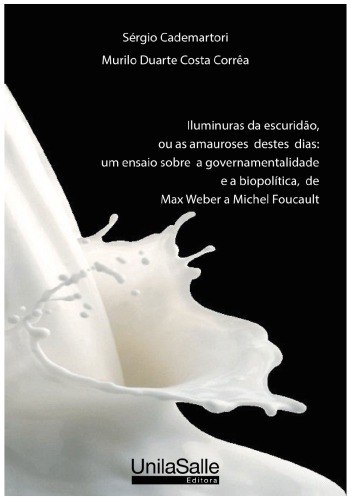 Sérgio Cademartori
Murilo Duarte Costa Corrêa
Iluminuras da escuridão,
ou as amauroses destes dias:
um ensaio sobre a governamentalidade
e a biopolítica, de
Max Weber a Michel Foucault
UnilaSalle
Editora